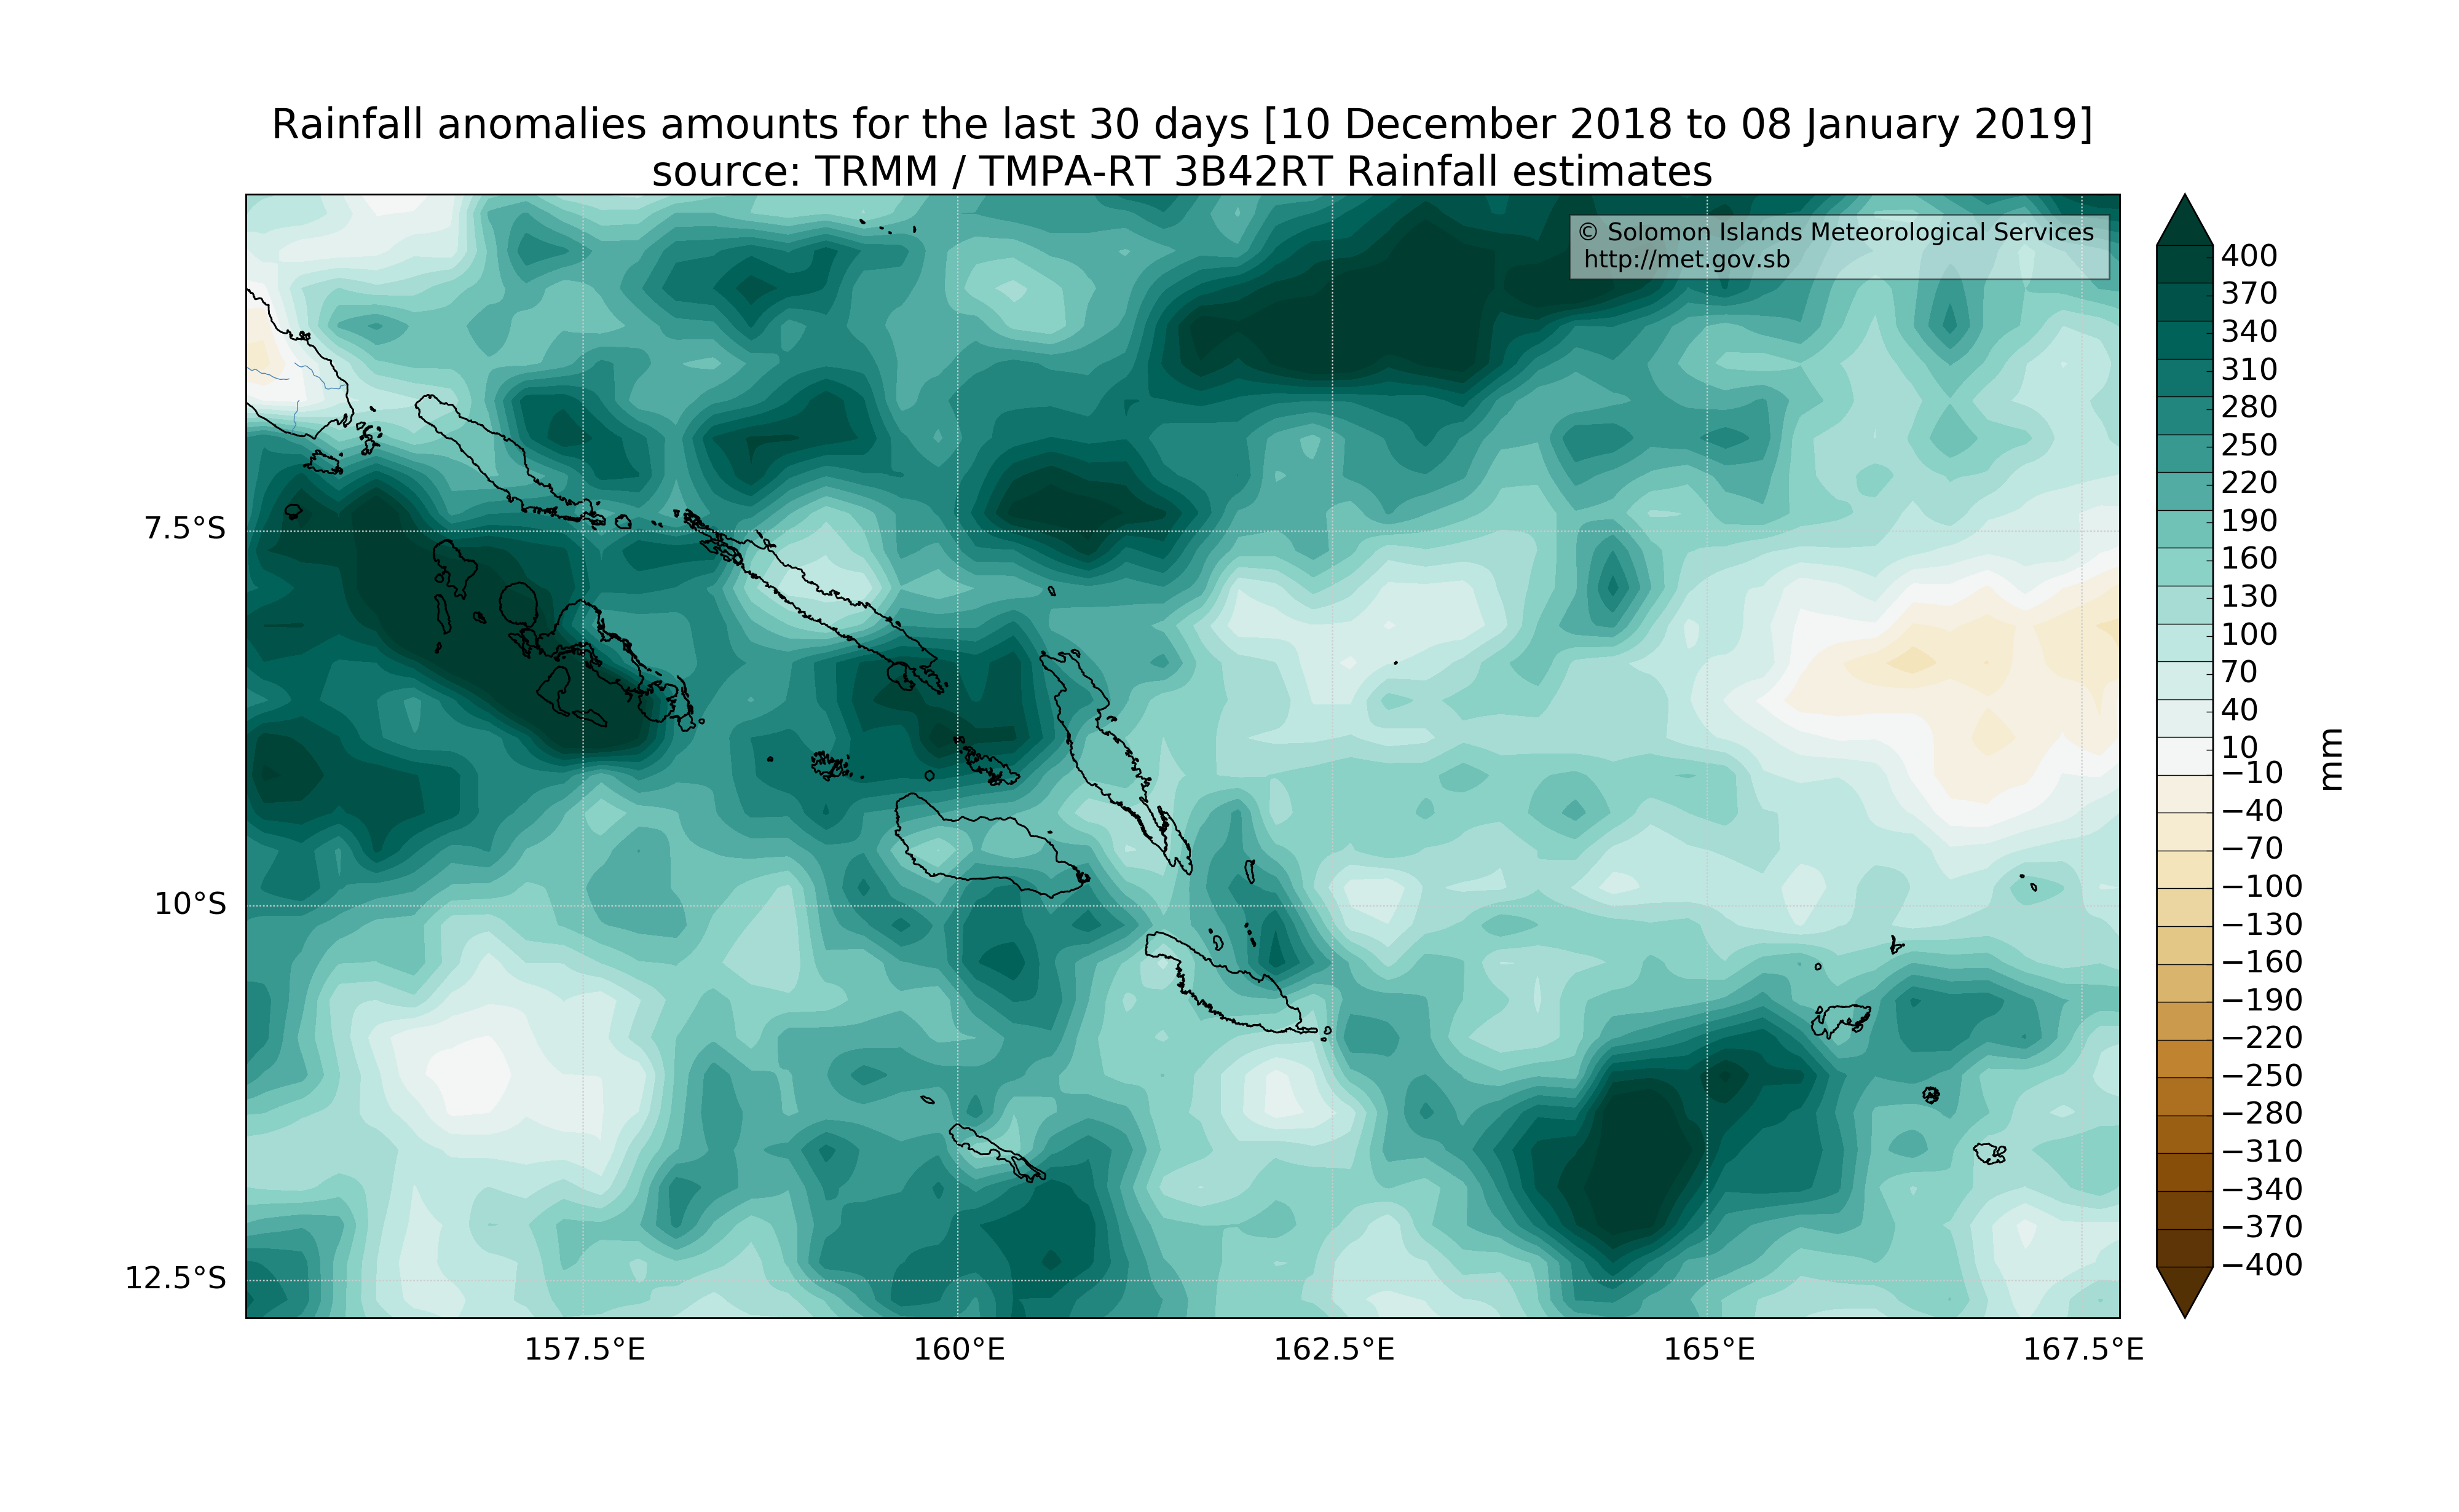 Rainfall anomalies amounts for the last 30 days [10 December 2018 to 08 January 2019]
source: TRMM / TMPA-RT 3B42RT Rainfall estimates
© Solomon Islands Meteorological Services
http://met.gov.sb
7.5°S
10°S
12.5°S
157.5°E
160°E
162.5°E
165°E
167.5°E
400
370
340
310
280
250
220
190
160
130
100
70
40
10
−10
−40
−70
−100
−130
−160
−190
−220
−250
−280
−310
−340
−370
−400
mm